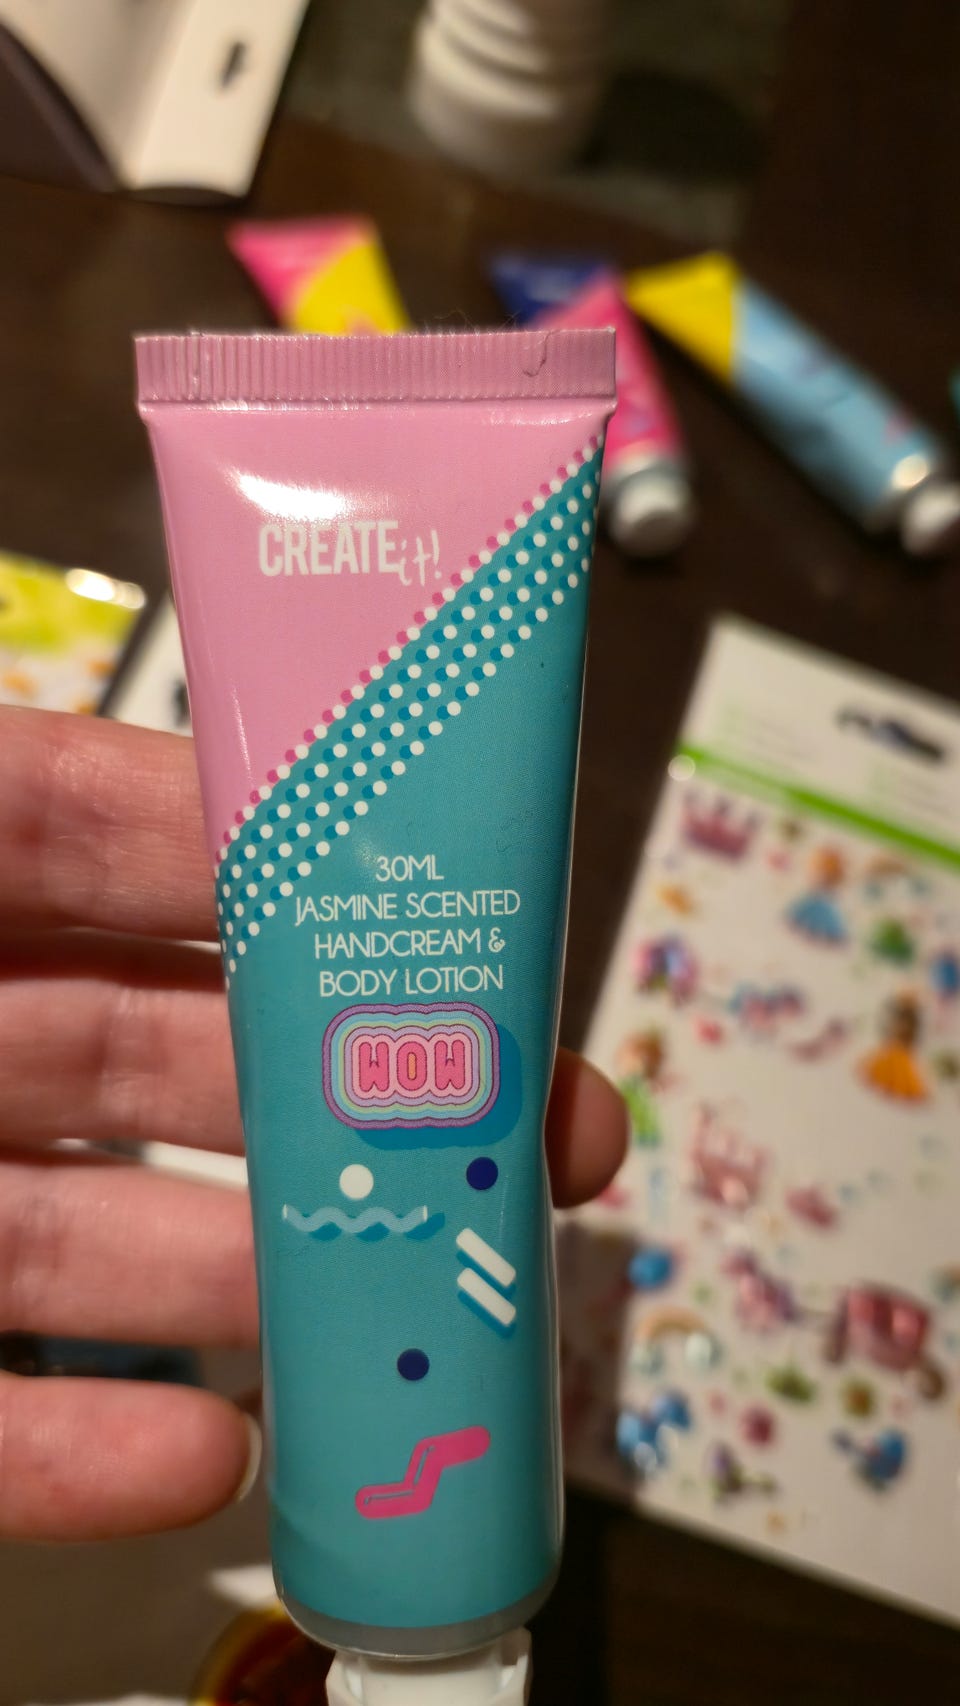 CREATE it!
30ML
JASMINE SCENTED
HANDCREAM &
BODY LOTION
WOW